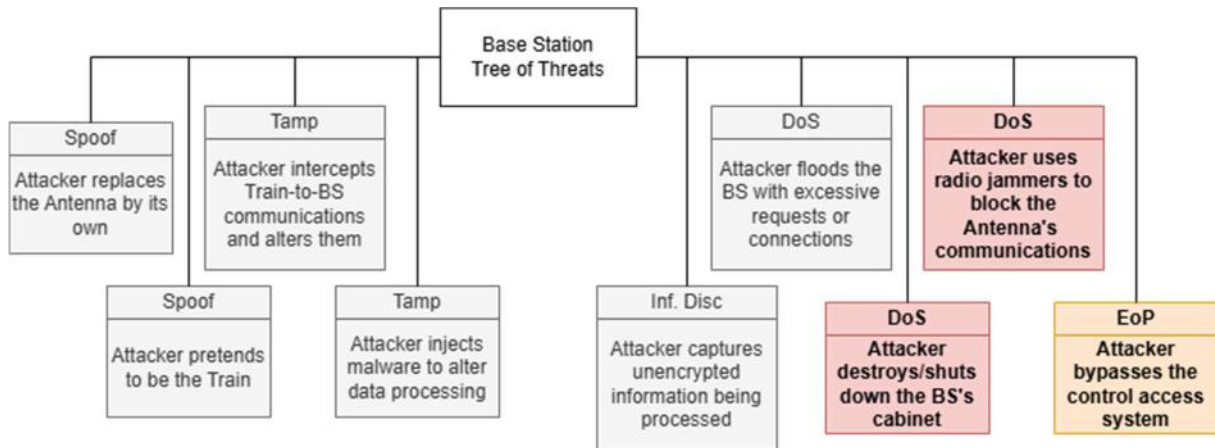 Base Station
Tree of Threats
Spoof
Attacker replaces
the Antenna by its
own
Tamp
Attacker intercepts
Train-to-BS
communications
and alters them
DoS
Attacker floods the
BS with excessive
requests or
connections
DoS
Attacker uses
radio jammers to
block the
Antenna's
communications
Spoof
Attacker pretends
to be the Train
Tamp
Attacker injects
malware to alter
data processing
Inf. Disc
Attacker captures
unencrypted
information being
processed
DoS
Attacker
destroys/shuts
down the BS's
cabinet
EoP
Attacker
bypasses the
control access
system